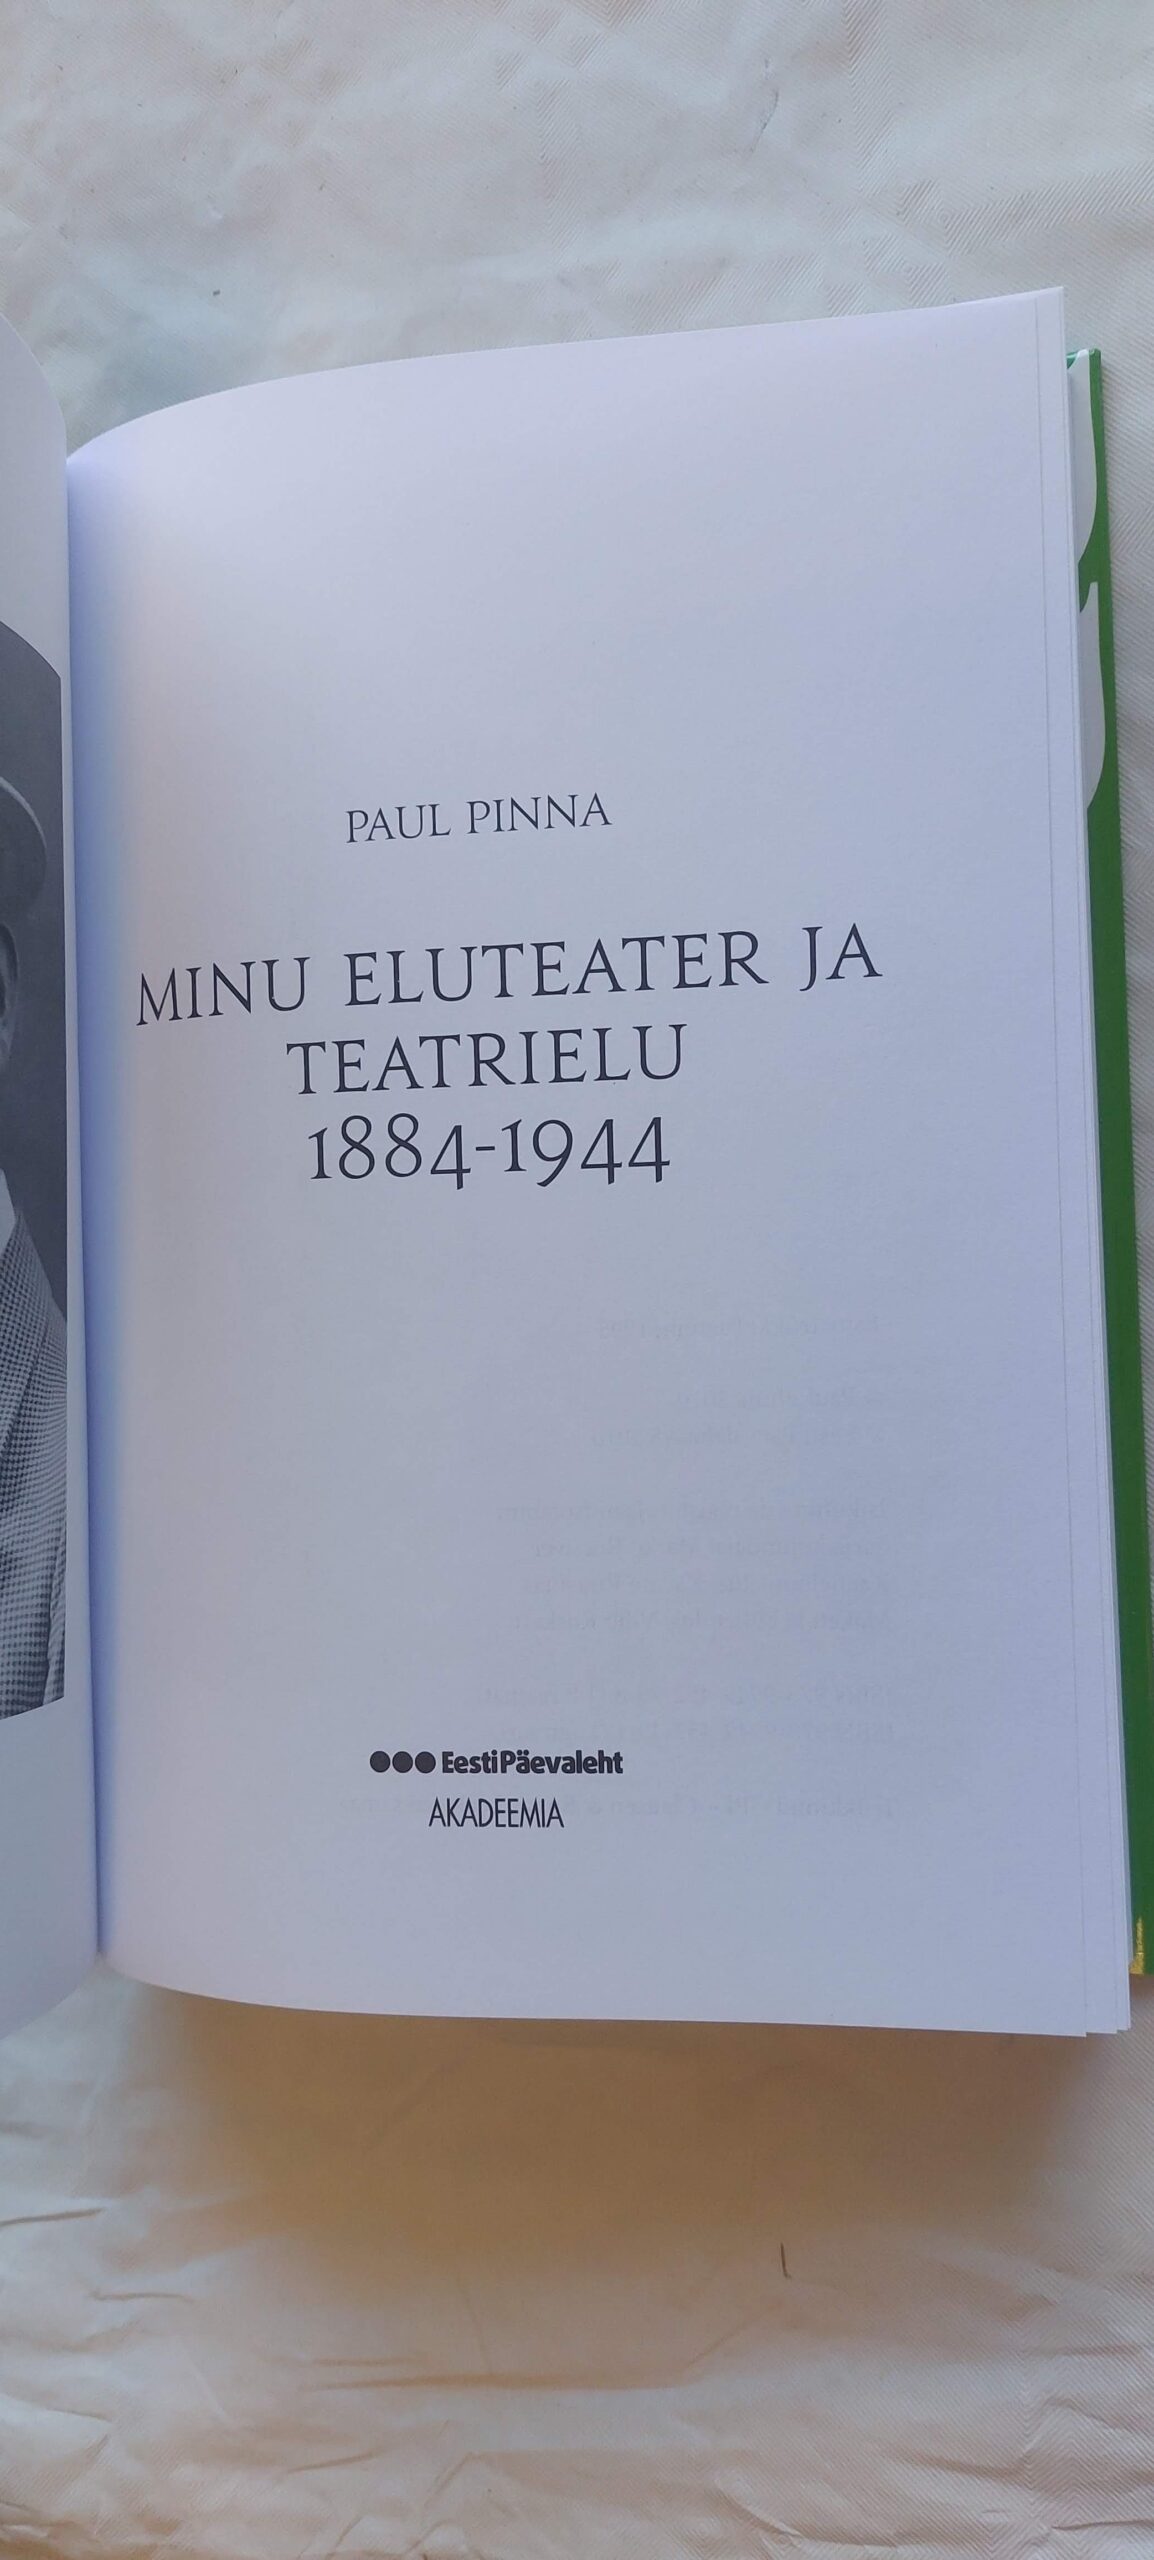 PAUL PINNA
MINU ELUTEATER JA
TEATRIELU
1884-1944
EestiPäevaleht
AKADEEMIA